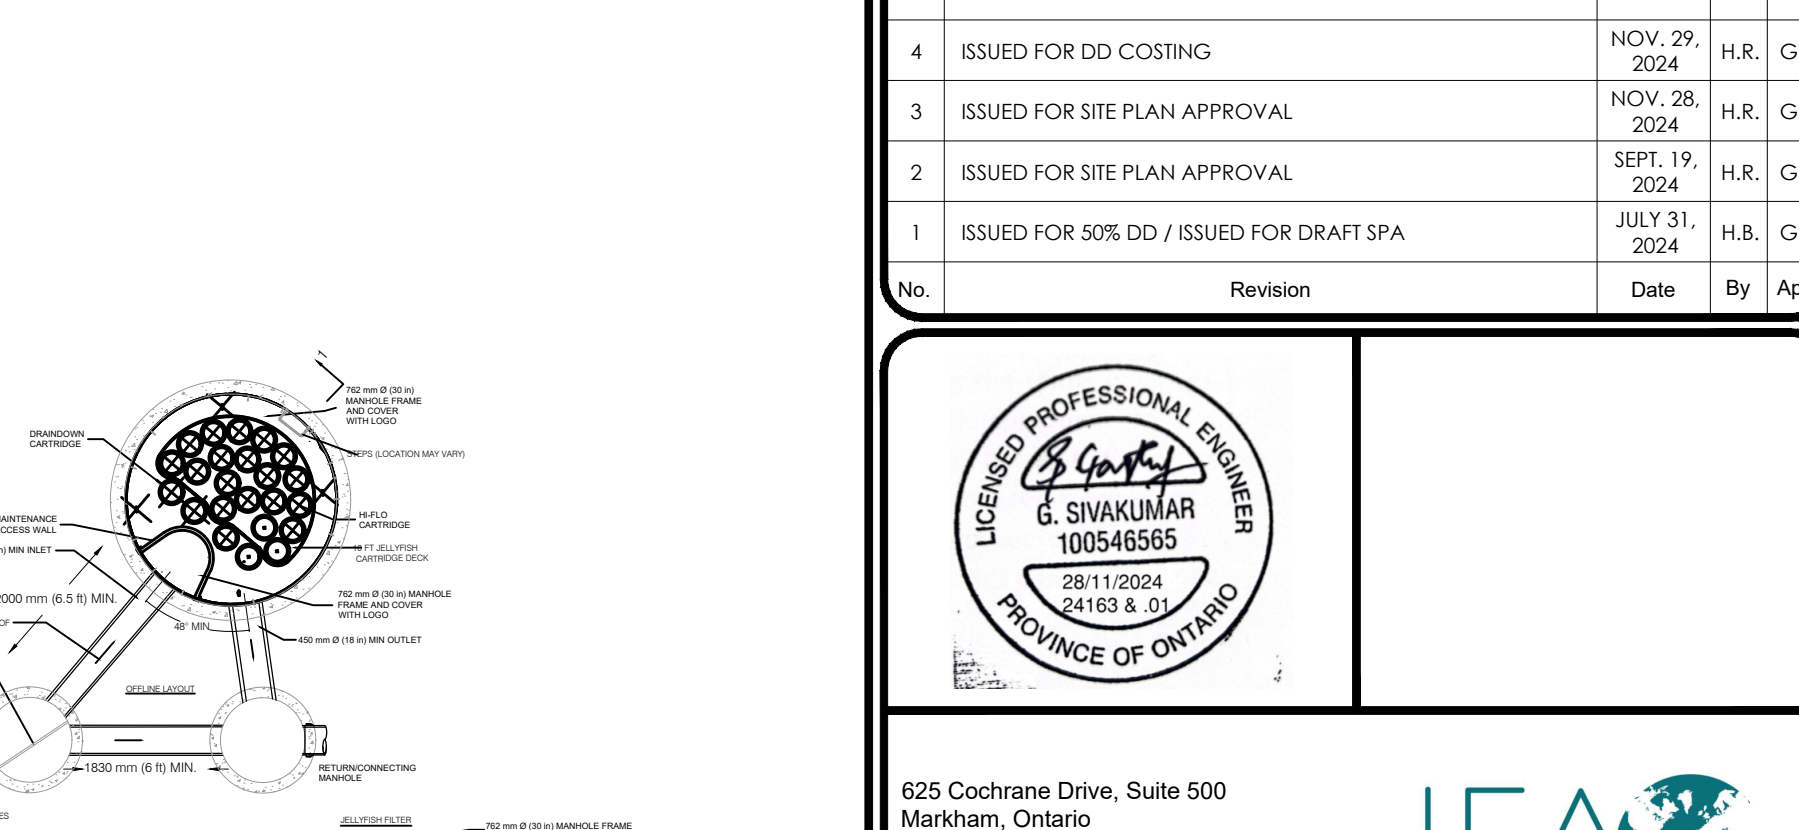 4 ISSUED FOR DD COSTING NOV. 29, 2024 H.R. G
3 ISSUED FOR SITE PLAN APPROVAL NOV. 28, 2024 H.R. G
2 ISSUED FOR SITE PLAN APPROVAL SEPT. 19, 2024 H.R. G
1 ISSUED FOR 50% DD / ISSUED FOR DRAFT SPA JULY 31, 2024 H.B. G
No. Revision Date By Ap
1
762 mm Ø (30 in)
MANHOLE FRAME
AND COVER
WITH LOGO
DRAINDOWN
CARTRIDGE
STEPS (LOCATION MAY VARY)
HI-FLO
CARTRIDGE
AINTENANCE
CCESS WALL
) MIN INLET
FT JELLYFISH
CARTRIDGE DECK
2000 mm (6.5 ft) MIN.
OF
762 mm Ø (30 in) MANHOLE
FRAME AND COVER
WITH LOGO
48° MIN
450 mm Ø (18 in) MIN OUTLET
OFFLINE LAYOUT
1830 mm (6 ft) MIN.
RETURN/CONNECTING
MANHOLE
ES
JELLYFISH FILTER
762 mm Ø (30 in) MANHOLE FRAME
LICENSED PROFESSIONAL ENGINEER
G. SIVAKUMAR
100546565
28/11/2024
24163 & .01
PROVINCE OF ONTARIO
625 Cochrane Drive, Suite 500
Markham, Ontario